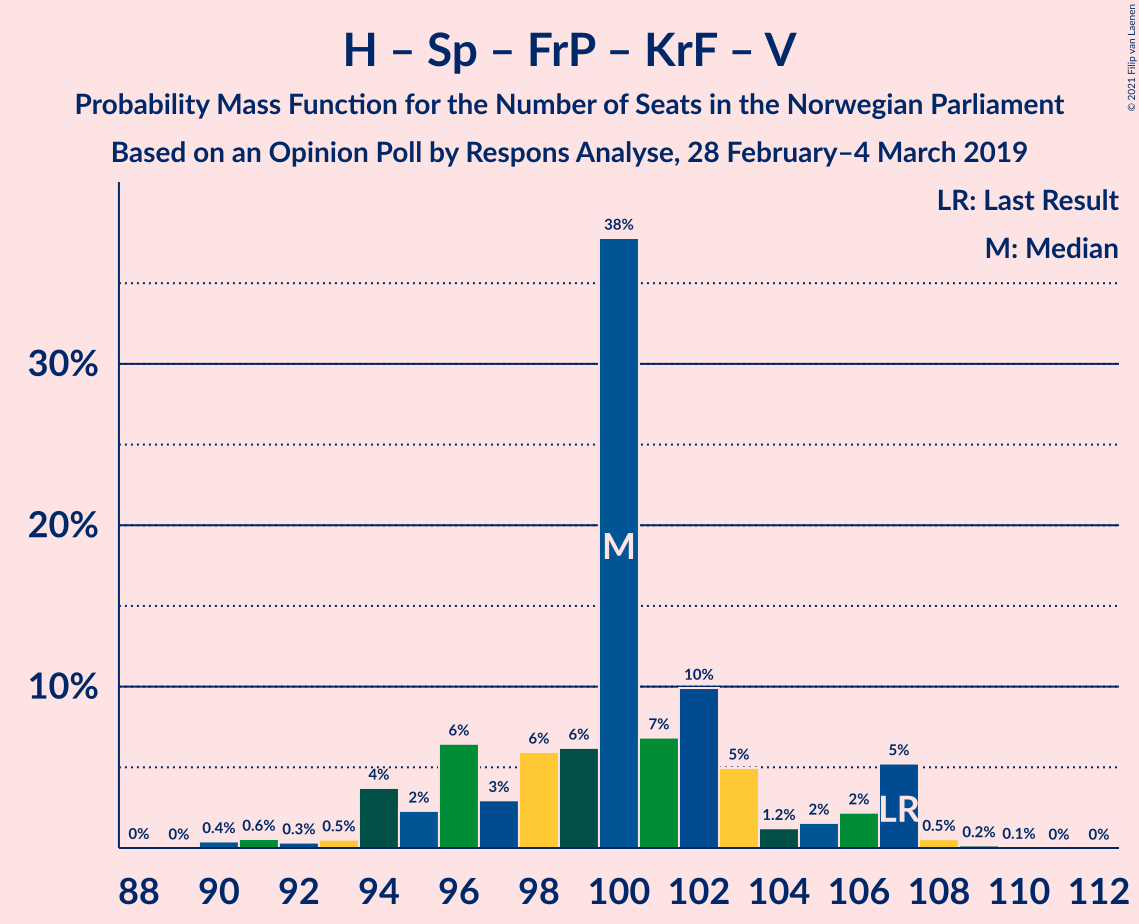 H – Sp – FrP – KrF – V
Probability Mass Function for the Number of Seats in the Norwegian Parliament
Based on an Opinion Poll by Respons Analyse, 28 February–4 March 2019
© 2021 Filip van Laenen
LR: Last Result
M: Median
30%
20%
10%
0% 0% 0.4% 0.6% 0.3% 0.5% 4% 2% 6% 3% 6% 6% 38% 7% 10% 5% 1.2% 2% 2% 5% 0.5% 0.2% 0.1% 0% 0%
M
LR
88 90 92 94 96 98 100 102 104 106 108 110 112